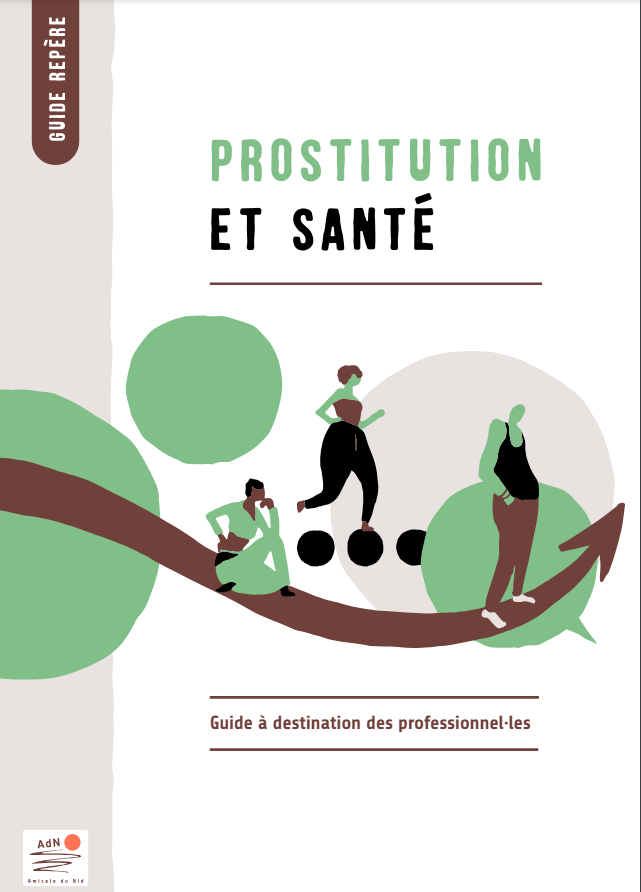 GUIDE REPÈRE
PROSTITUTION
ET SANTÉ
Guide à destination des professionnel·les
AdN
Amicale du Nid